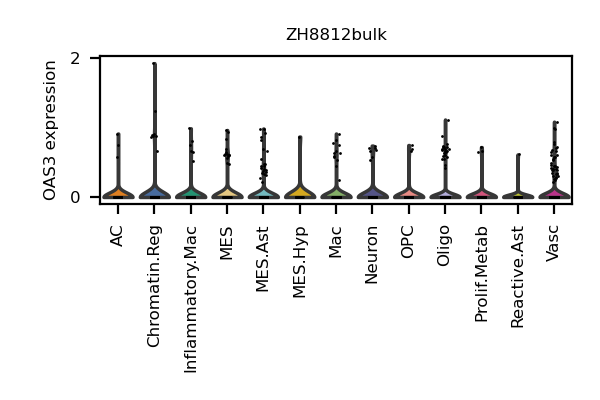 ZH8812bulk
OAS3 expression
2
0
AC
Chromatin.Reg
Inflammatory.Mac
MES
MES.Ast
MES.Hyp
Mac
Neuron
OPC
Oligo
Prolif.Metab
Reactive.Ast
Vasc